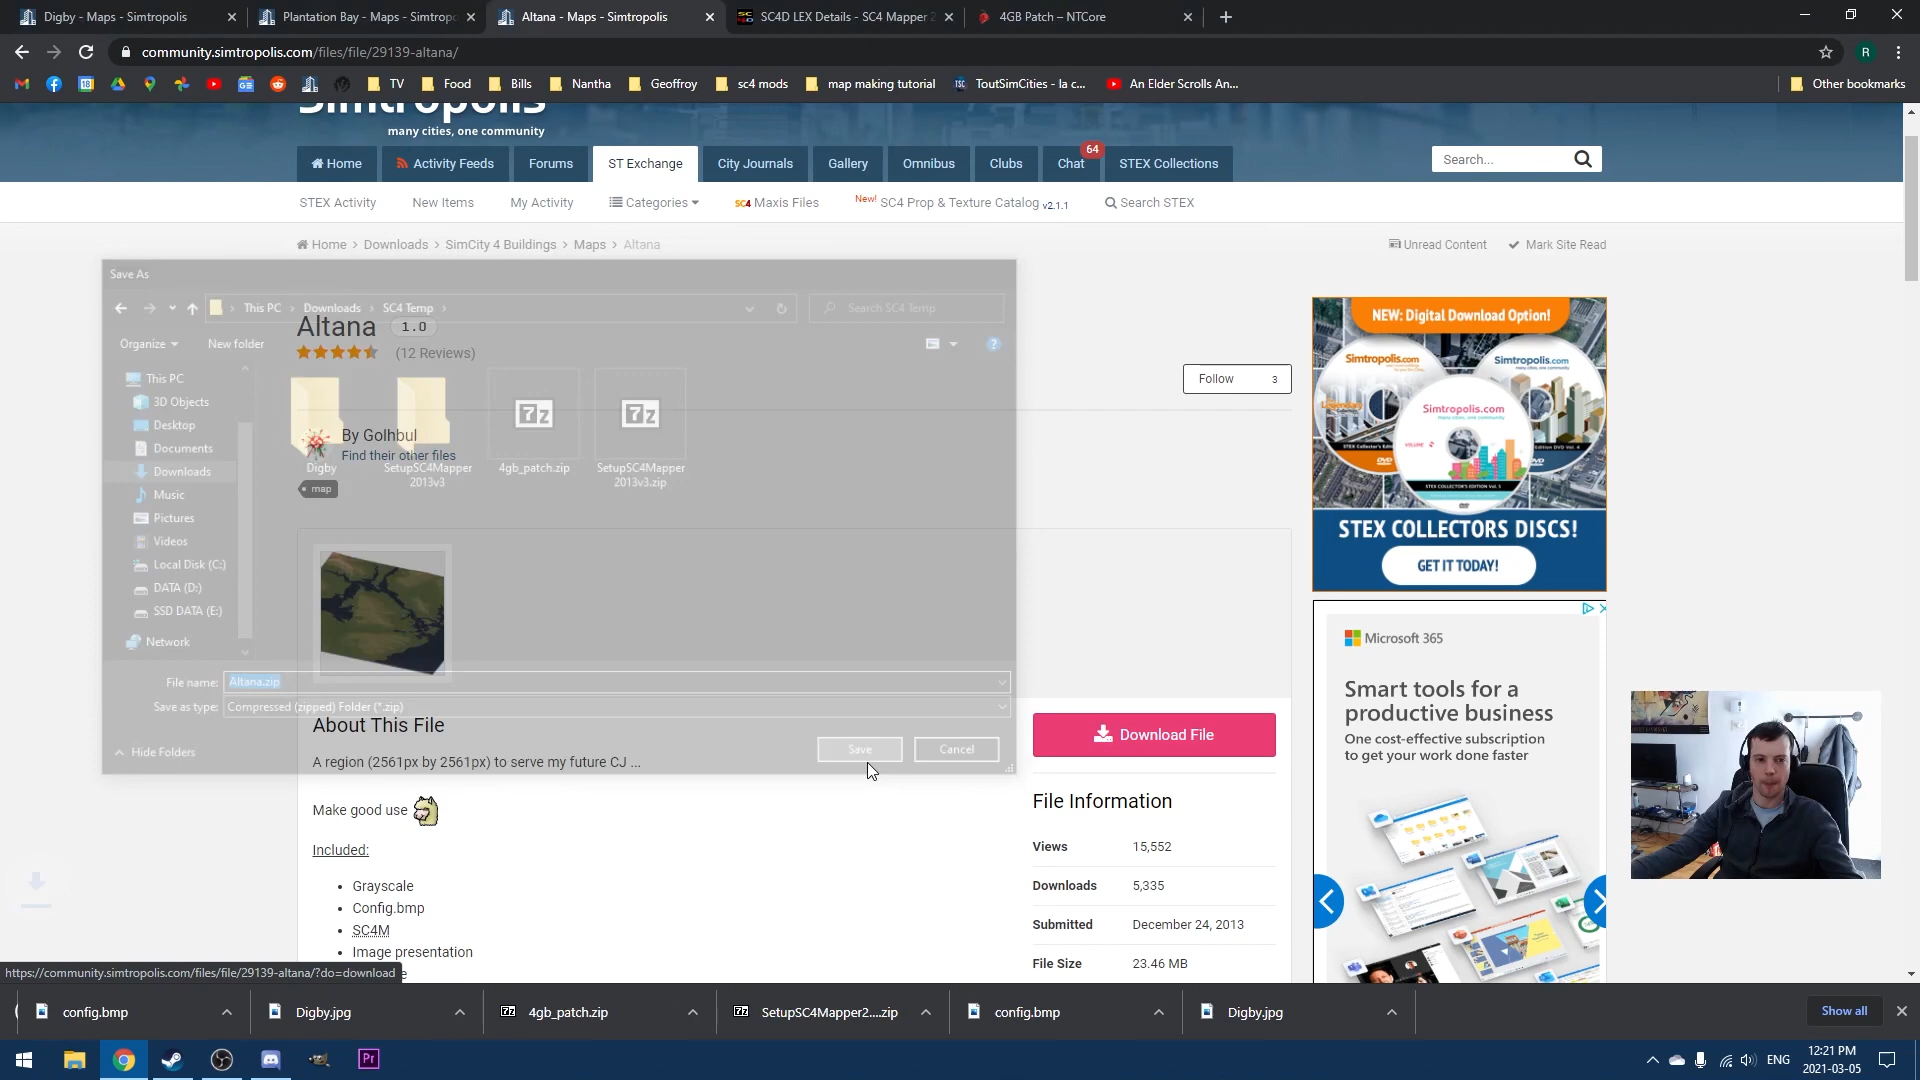 Digby - Maps - Simtropolis
Plantation Bay - Maps - Simtropo
Altana - Maps - Simtropolis
SC4D LEX Details - SC4 Mapper 2
4GB Patch – NTCore
community.simtropolis.com/files/file/29139-altana/
R
TV
Food
Bills
Nantha
Geoffroy
sc4 mods
map making tutorial
ToutSimCities - la c...
An Elder Scrolls An...
Other bookmarks
Simtropolis
many cities, one community
Home
Activity Feeds
Forums
ST Exchange
City Journals
Gallery
Omnibus
Clubs
Chat
64
STEX Collections
Search...
STEX Activity
New Items
My Activity
Categories
SC4 Maxis Files
New! SC4 Prop & Texture Catalog v2.1.1
Search STEX
Home > Downloads > SimCity 4 Buildings > Maps > Altana
Unread Content
Mark Site Read
Save As
This PC > Downloads > SC4 Temp >
Search SC4 Temp
Altana 1.0
Organize
New folder
(12 Reviews)
This PC
3D Objects
Desktop
Documents
Downloads
Music
Pictures
Videos
Local Disk (C:)
DATA (D:)
SSD DATA (E:)
Network
7z
7z
By Golhbul
Find their other files
Digby
SetupSC4Mapper
2013v3
4gb_patch.zip
SetupSC4Mapper
2013v3.zip
map
Follow 3
File name: Altana.zip
Save as type: Compressed (zipped) Folder (*.zip)
Hide Folders
Save
Cancel
About This File
A region (2561px by 2561px) to serve my future CJ ...
Make good use
Included:
• Grayscale
• Config.bmp
• SC4M
• Image presentation
Download File
File Information
Views 15,552
Downloads 5,335
Submitted December 24, 2013
File Size 23.46 MB
NEW: Digital Download Option!
Simtropolis.com
Simtropolis.com
Simtropolis.com
STEX COLLECTORS DISCS!
GET IT TODAY!
Microsoft 365
Smart tools for a
productive business
One cost-effective subscription
to get your work done faster
https://community.simtropolis.com/files/file/29139-altana/?do=download
config.bmp
Digby.jpg
7z 4gb_patch.zip
7z SetupSC4Mapper2....zip
config.bmp
Digby.jpg
Show all
Pr
ENG
12:21 PM
2021-03-05